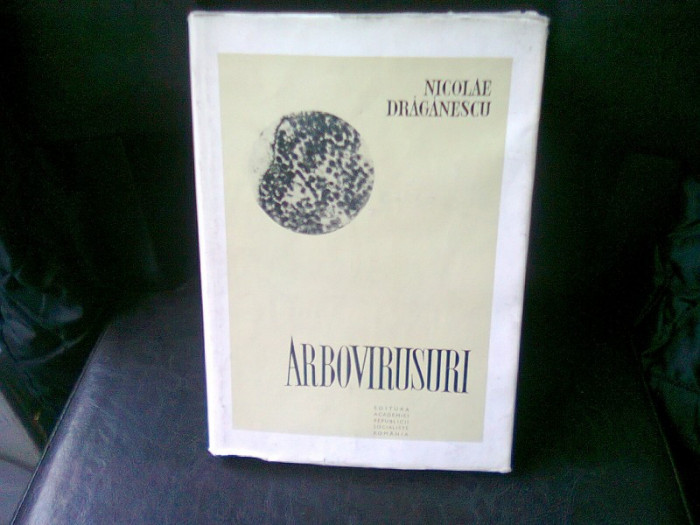 NICOLAE
DRĂGĂNESCU
ARBOVIRUSURI
EDITURA
ACADEMIEI
REPUBLICII
SOCIALISTE
ROMÂNIA